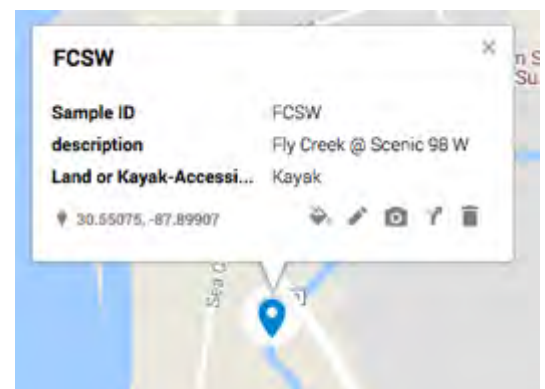 FCSW
Sample ID FCSW
description Fly Creek @ Scenic 98 W
Land or Kayak-Accessi... Kayak
30.55075, -87.89907